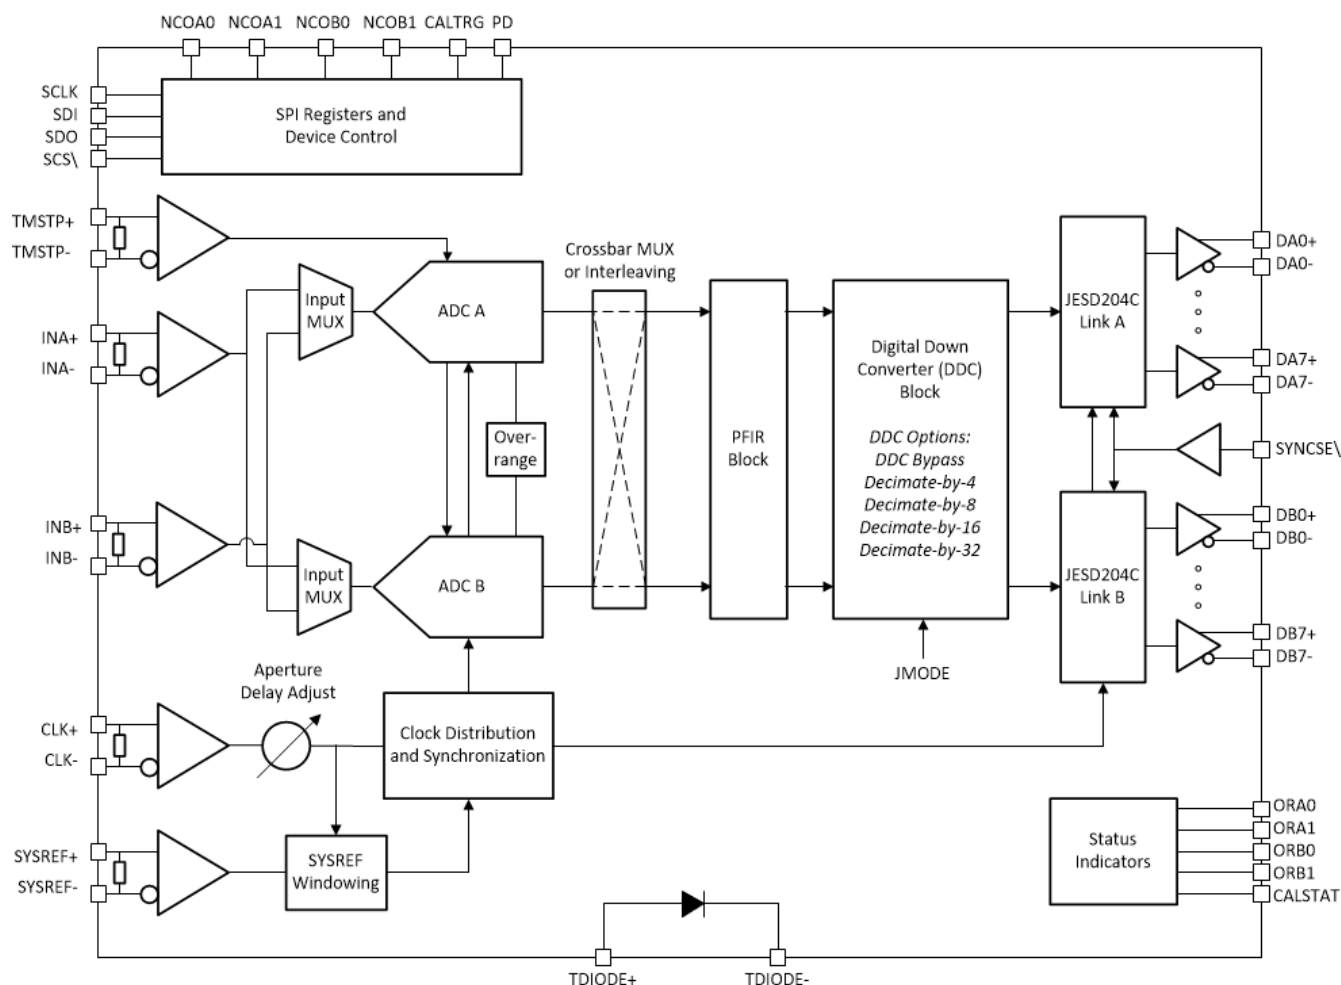 NCOA0 NCOA1 NCOB0 NCOB1 CALTRG PD
SCLK
SDI
SDO
SCS\
SPI Registers and
Device Control
TMSTP+
TMSTP-
INA+
INA-
INB+
INB-
CLK+
CLK-
SYSREF+
SYSREF-
Input
MUX
Input
MUX
ADC A
ADC B
Over-
range
Crossbar MUX
or Interleaving
PFIR
Block
Digital Down
Converter (DDC)
Block
DDC Options:
DDC Bypass
Decimate-by-4
Decimate-by-8
Decimate-by-16
Decimate-by-32
JMODE
JESD204C
Link A
JESD204C
Link B
DA0+
DA0-
DA7+
DA7-
SYNCSE\
DB0+
DB0-
DB7+
DB7-
Aperture
Delay Adjust
Clock Distribution
and Synchronization
SYSREF
Windowing
Status
Indicators
ORA0
ORA1
ORB0
ORB1
CALSTAT
TDIODE+
TDIODE-